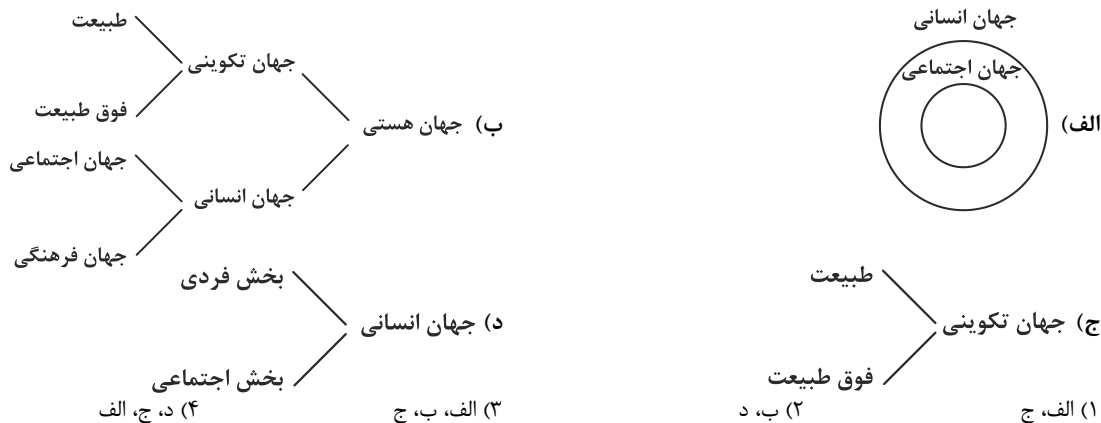 جهان انسانی
جهان اجتماعی
الف)
طبیعت
جهان تکوینی
فوق طبیعت
ب) جهان هستی
جهان اجتماعی
جهان انسانی
جهان فرهنگی
طبیعت
ج) جهان تکوینی
فوق طبیعت
بخش فردی
د) جهان انسانی
بخش اجتماعی
۱) الف، ج ۲) ب، د ۳) الف، ب، ج ۴) د، ج، الف